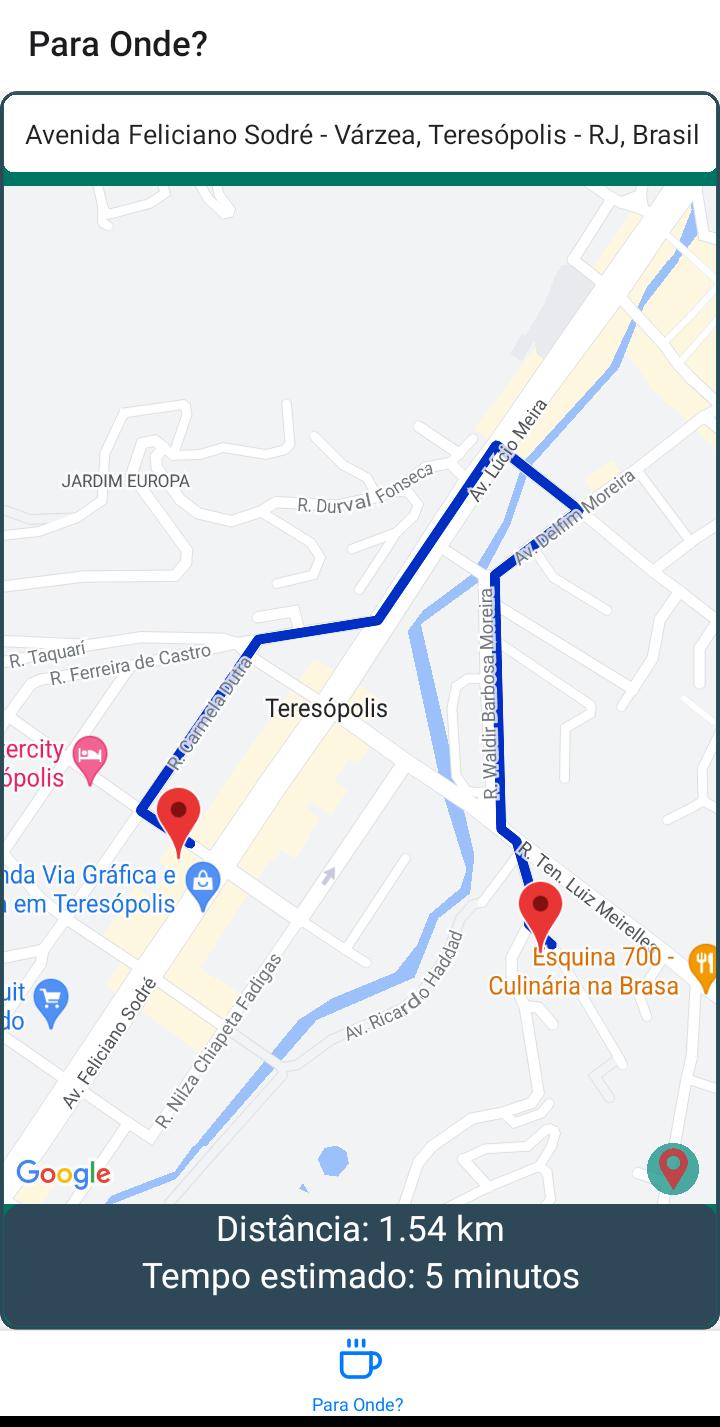 Para Onde?
Avenida Feliciano Sodré - Várzea, Teresópolis - RJ, Brasil
Av. Lúcio Meira
JARDIM EUROPA
R. Durval Fonseca
Av. Delfim Moreira
R. Taquarí
R. Ferreira de Castro
R. Carmela Dutra
R. Waldir Barbosa Moreira
Teresópolis
ercity
ópolis
R. Ten. Luiz Meirelles
nda Via Gráfica e
em Teresópolis
Esquina 700 -
Culinária na Brasa
uit
do
Av. Feliciano Sodré
R. Nilza Chiapeta Fadigas
Av. Ricardo Haddad
Google
Distância: 1.54 km
Tempo estimado: 5 minutos
Para Onde?